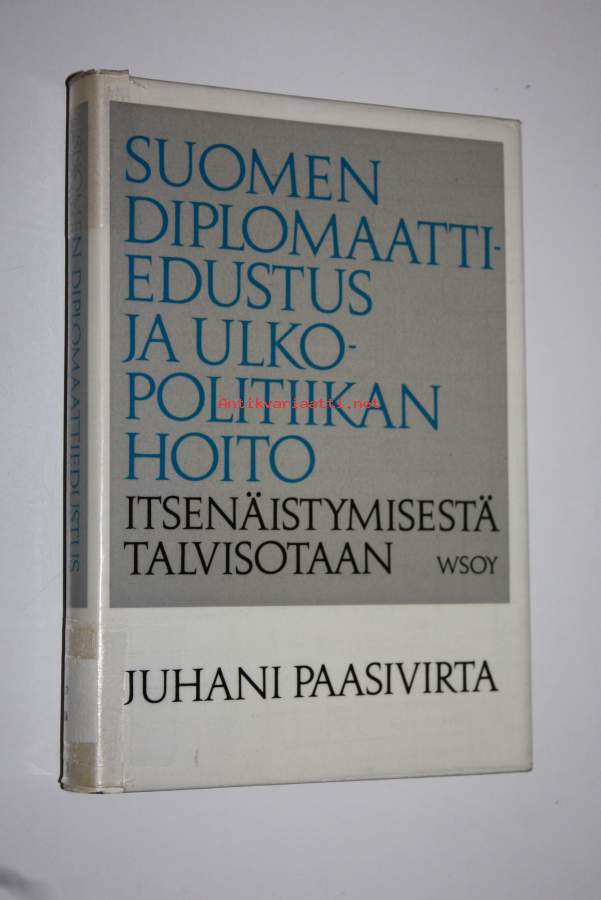 SUOMEN
DIPLOMAATTI-
EDUSTUS
JA ULKO-
POLITIIKAN
HOITO
ITSENÄISTYMISESTÄ
TALVISOTAAN WSOY
JUHANI PAASIVIRTA
SUOMEN DIPLOMAATTIEDUSTUS
Antikvariaatti.net